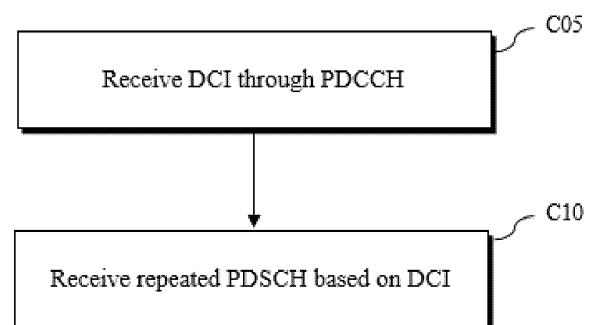 C05
Receive DCI through PDCCH
C10
Receive repeated PDSCH based on DCI